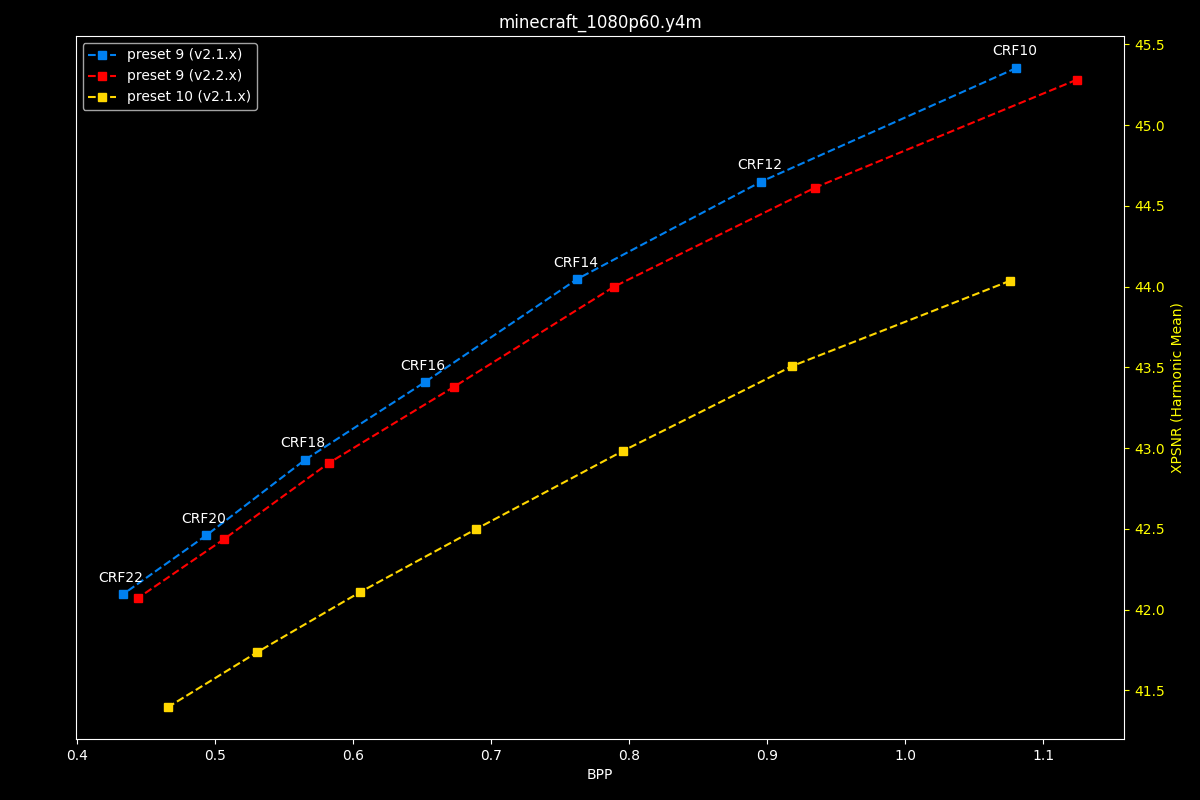 minecraft_1080p60.y4m
preset 9 (v2.1.x)
preset 9 (v2.2.x)
preset 10 (v2.1.x)
CRF10
CRF12
CRF14
CRF16
CRF18
CRF20
CRF22
45.5
45.0
44.5
44.0
43.5
43.0
42.5
42.0
41.5
XPSNR (Harmonic Mean)
0.4 0.5 0.6 0.7 0.8 0.9 1.0 1.1
BPP